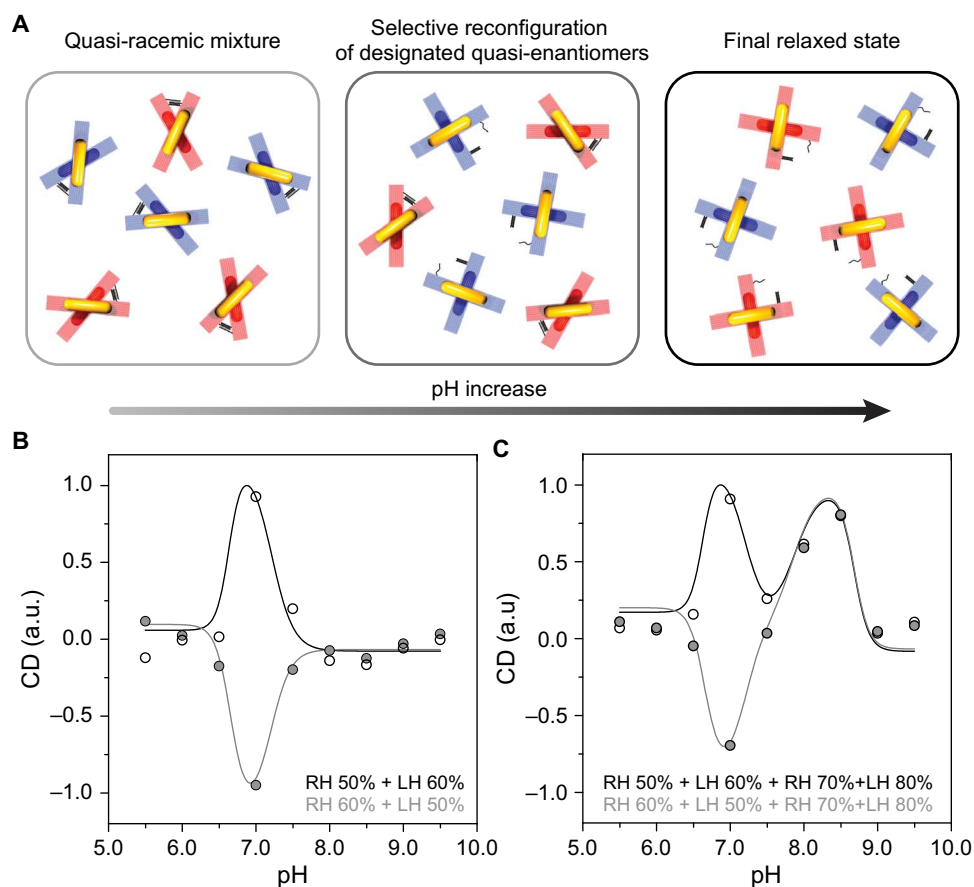 A
Quasi-racemic mixture
Selective reconfiguration
of designated quasi-enantiomers
Final relaxed state
pH increase
B
CD (a.u.)
1.0
0.5
0.0
–0.5
–1.0
RH 50% + LH 60%
RH 60% + LH 50%
5.0 6.0 7.0 8.0 9.0 10.0
pH
C
CD (a.u)
1.0
0.5
0.0
–0.5
–1.0
RH 50% + LH 60% + RH 70%+LH 80%
RH 60% + LH 50% + RH 70%+LH 80%
5.0 6.0 7.0 8.0 9.0 10.0
pH